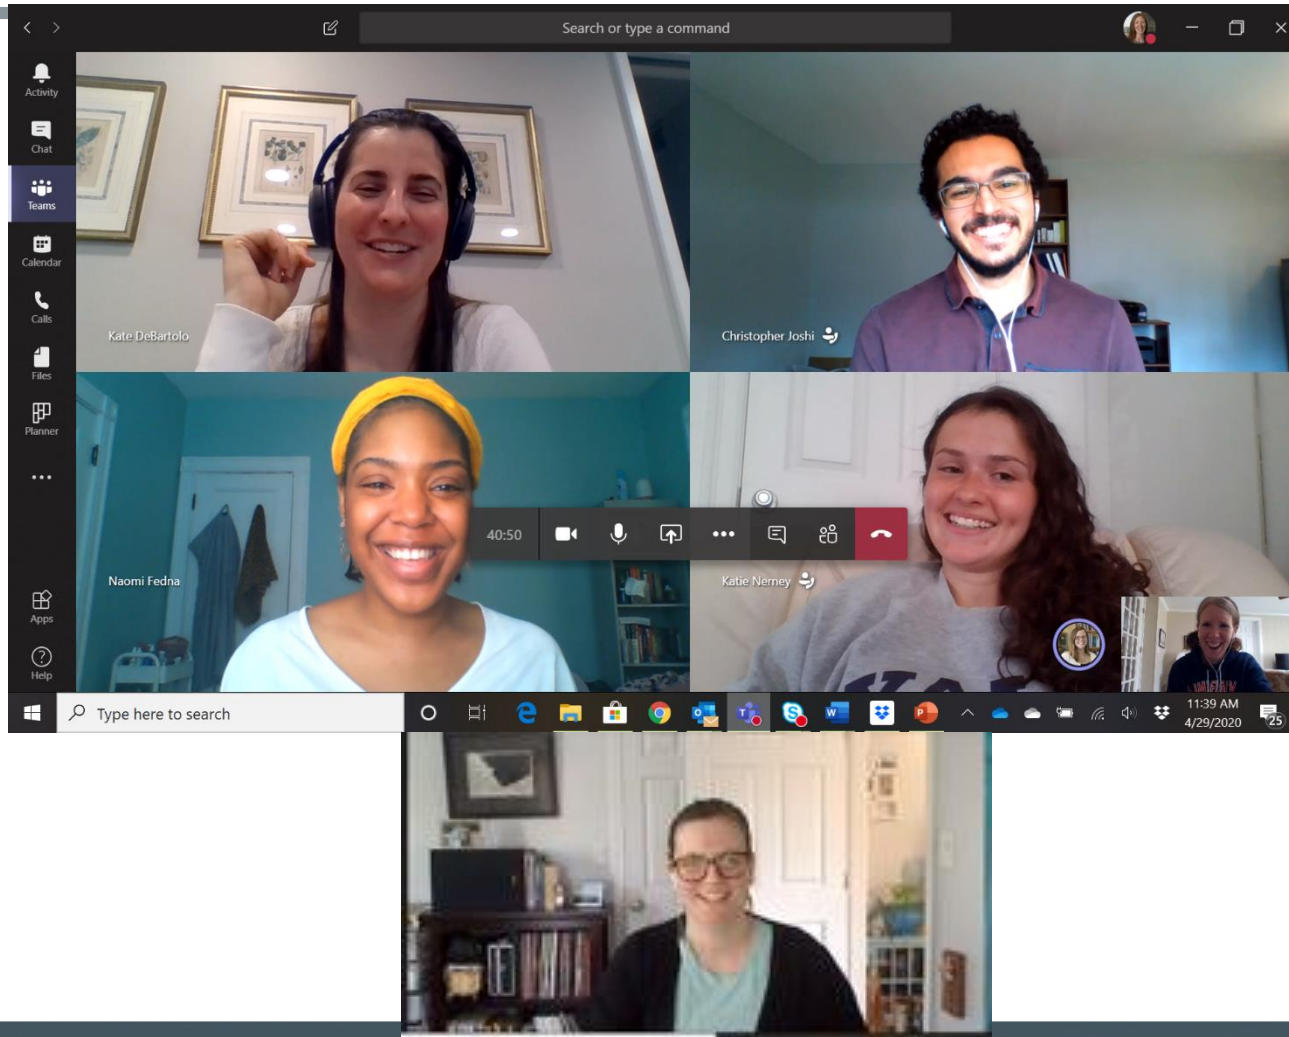 Search or type a command
Activity
Chat
Teams
Calendar
Calls
Files
Planner
Apps
Help
Kate DeBartolo
Christopher Joshi
Naomi Fedna
Katie Nerney
40:50
Type here to search
11:39 AM
4/29/2020
25